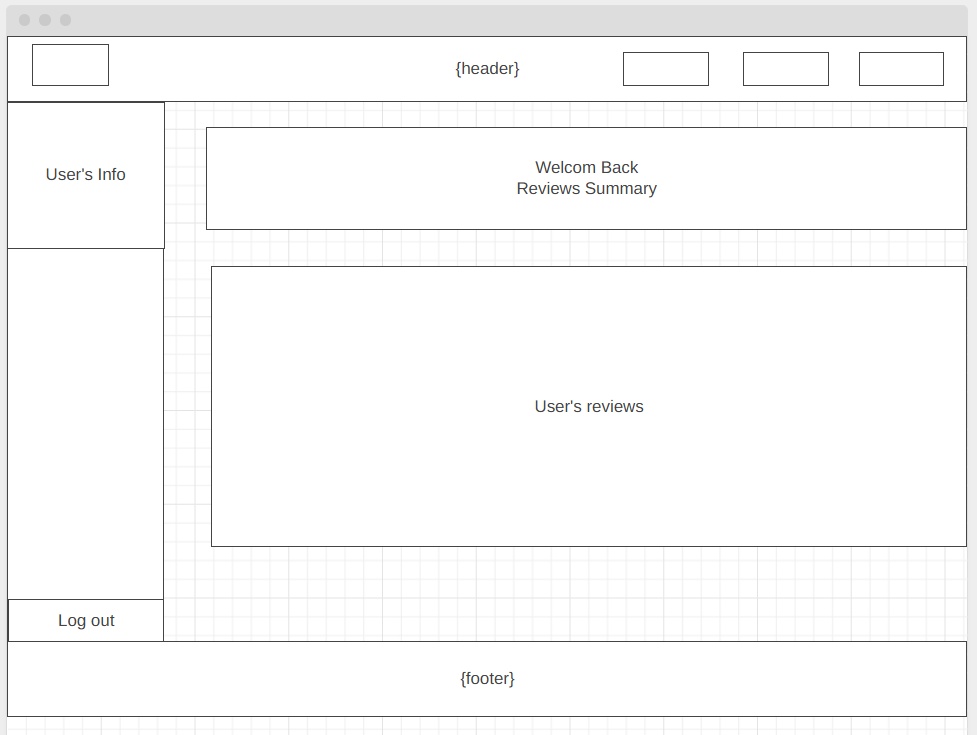 {header}
User's Info
Welcom Back
Reviews Summary
User's reviews
Log out
{footer}